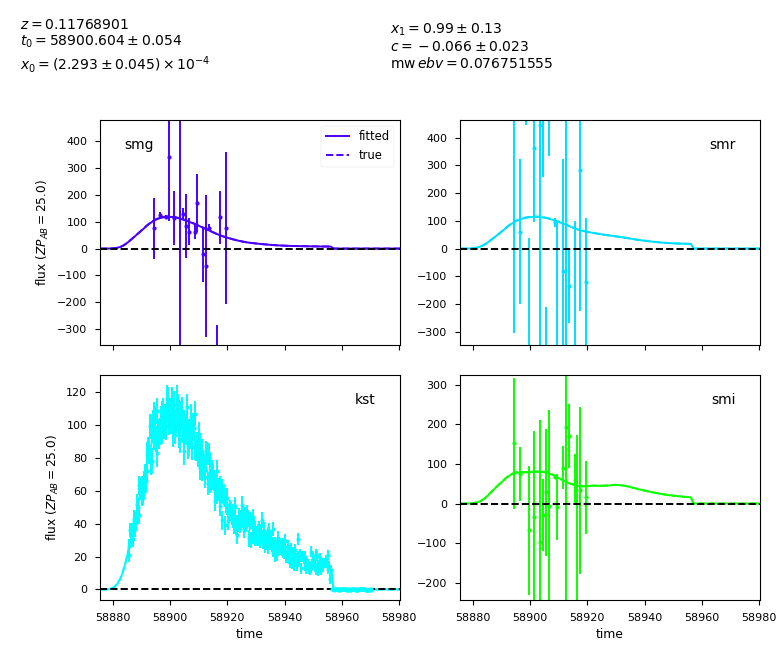 z = 0.11768901
t₀ = 58900.604 ± 0.054
x₀ = (2.293 ± 0.045) × 10⁻⁴
x₁ = 0.99 ± 0.13
c = −0.066 ± 0.023
mw ebv = 0.076751555
smg
fitted
true
flux (ZP_AB = 25.0)
400
300
200
100
0
−100
−200
−300
smr
400
300
200
100
0
−100
−200
−300
kst
flux (ZP_AB = 25.0)
120
100
80
60
40
20
0
58880 58900 58920 58940 58960 58980
time
smi
300
200
100
0
−100
−200
58880 58900 58920 58940 58960 58980
time